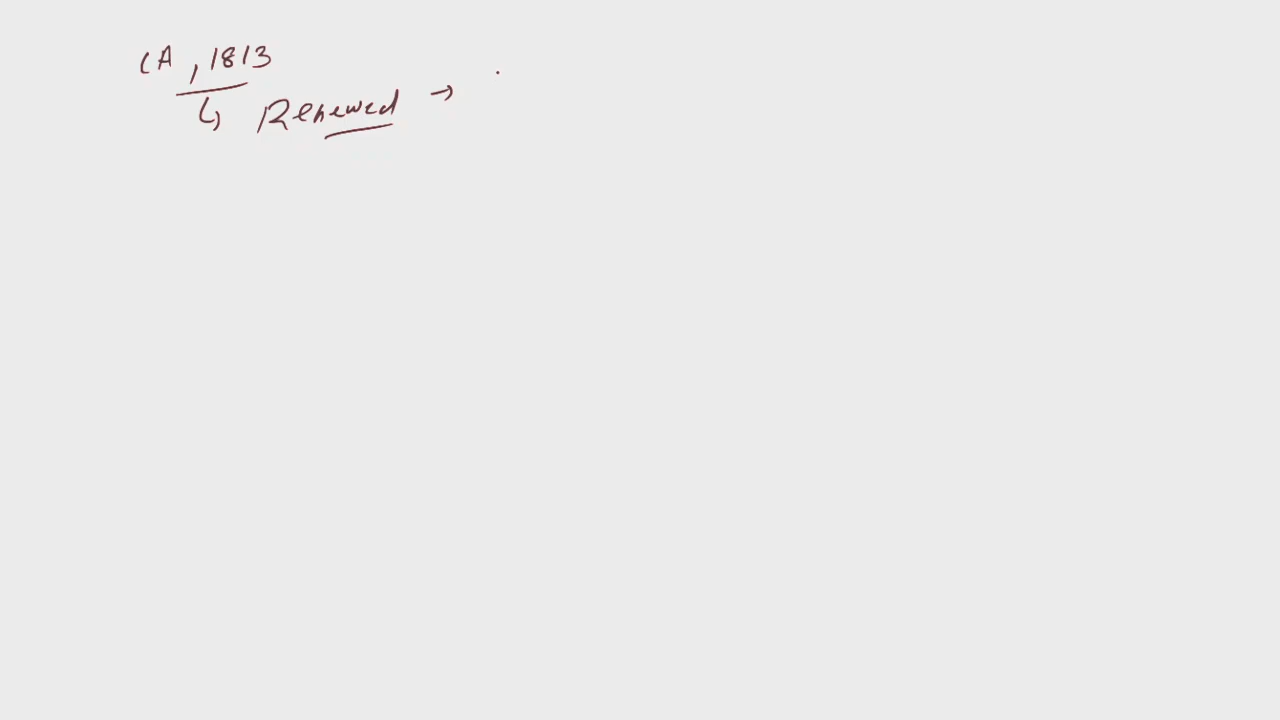 CA, 1813
↳ Renewed →